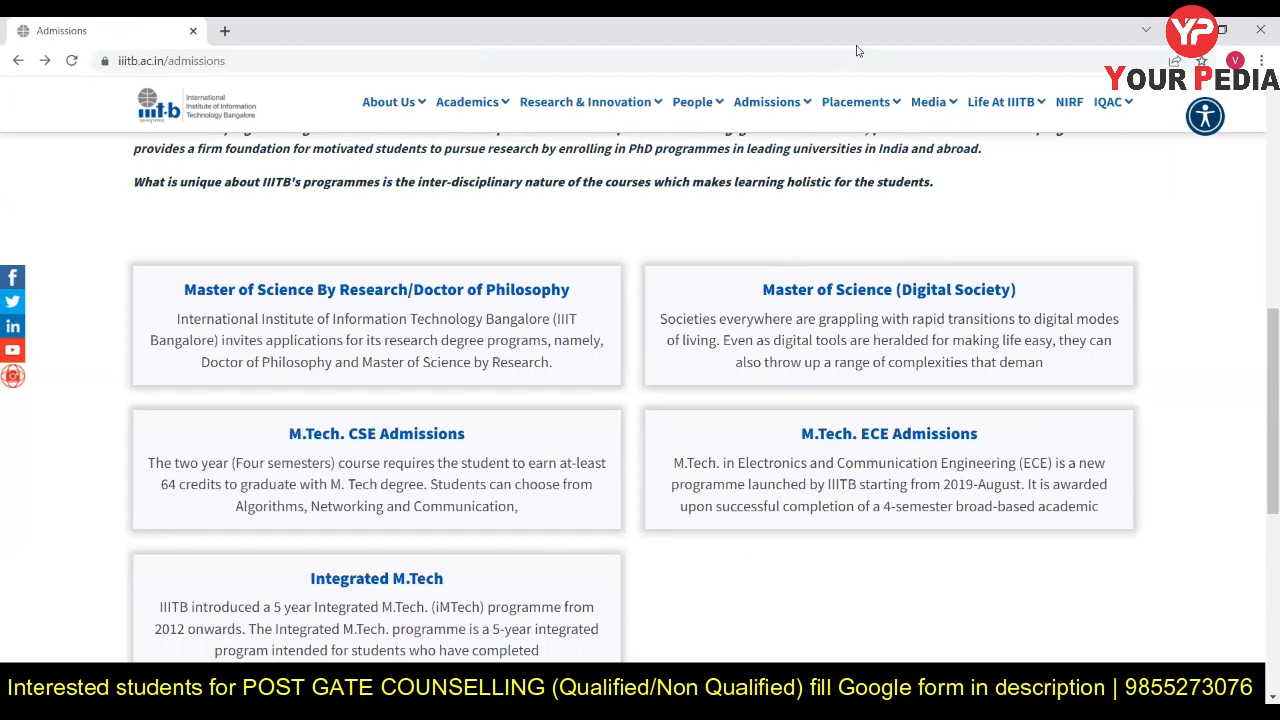 Admissions
YP
YOUR PEDIA
iiitb.ac.in/admissions
V
iiit-b
International
Institute of Information
Technology Bangalore
About Us
Academics
Research & Innovation
People
Admissions
Placements
Media
Life At IIITB
NIRF
IQAC
provides a firm foundation for motivated students to pursue research by enrolling in PhD programmes in leading universities in India and abroad.
What is unique about IIITB's programmes is the inter-disciplinary nature of the courses which makes learning holistic for the students.
Master of Science By Research/Doctor of Philosophy
International Institute of Information Technology Bangalore (IIIT
Bangalore) invites applications for its research degree programs, namely,
Doctor of Philosophy and Master of Science by Research.
Master of Science (Digital Society)
Societies everywhere are grappling with rapid transitions to digital modes
of living. Even as digital tools are heralded for making life easy, they can
also throw up a range of complexities that deman
M.Tech. CSE Admissions
The two year (Four semesters) course requires the student to earn at-least
64 credits to graduate with M. Tech degree. Students can choose from
Algorithms, Networking and Communication,
M.Tech. ECE Admissions
M.Tech. in Electronics and Communication Engineering (ECE) is a new
programme launched by IIITB starting from 2019-August. It is awarded
upon successful completion of a 4-semester broad-based academic
Integrated M.Tech
IIITB introduced a 5 year Integrated M.Tech. (iMTech) programme from
2012 onwards. The Integrated M.Tech. programme is a 5-year integrated
program intended for students who have completed
Interested students for POST GATE COUNSELLING (Qualified/Non Qualified) fill Google form in description | 9855273076